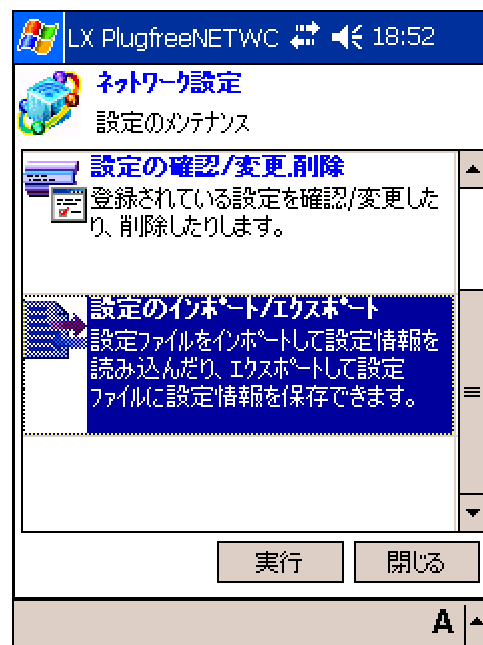 LX PlugfreeNETWC 18:52
ネットワーク設定
設定のメンテナンス
設定の確認/変更.削除
登録されている設定を確認/変更した
り、削除したりします。
設定のインポート/エクスポート
設定ファイルをインポートして設定情報を
読み込んだり、エクスポートして設定
ファイルに設定情報を保存できます。
実行 閉じる
A